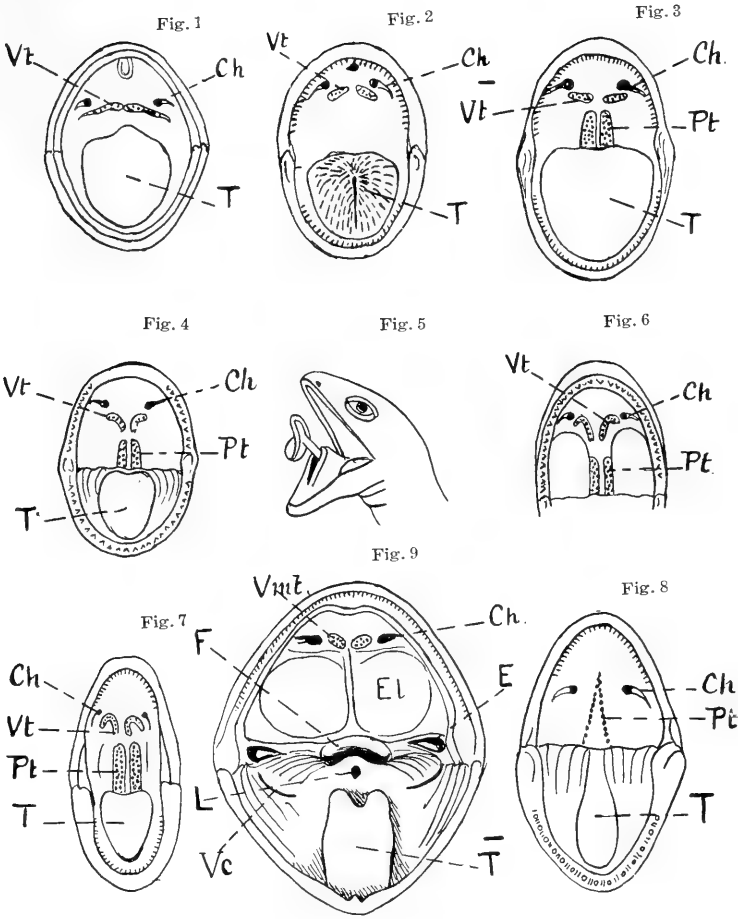 Fig. 1
Vt
Ch
T
Fig. 2
Vt
Ch
T
Fig. 3
Ch.
Vt
Pt
T
Fig. 4
Vt
Ch
Pt
T
Fig. 5
Fig. 6
Vt
Ch
Pt.
Fig. 7
Ch
Vt
Pt
T
Fig. 9
Vmt.
Ch.
F
El
E
L
Vc
T
Fig. 8
Ch
Pt
T